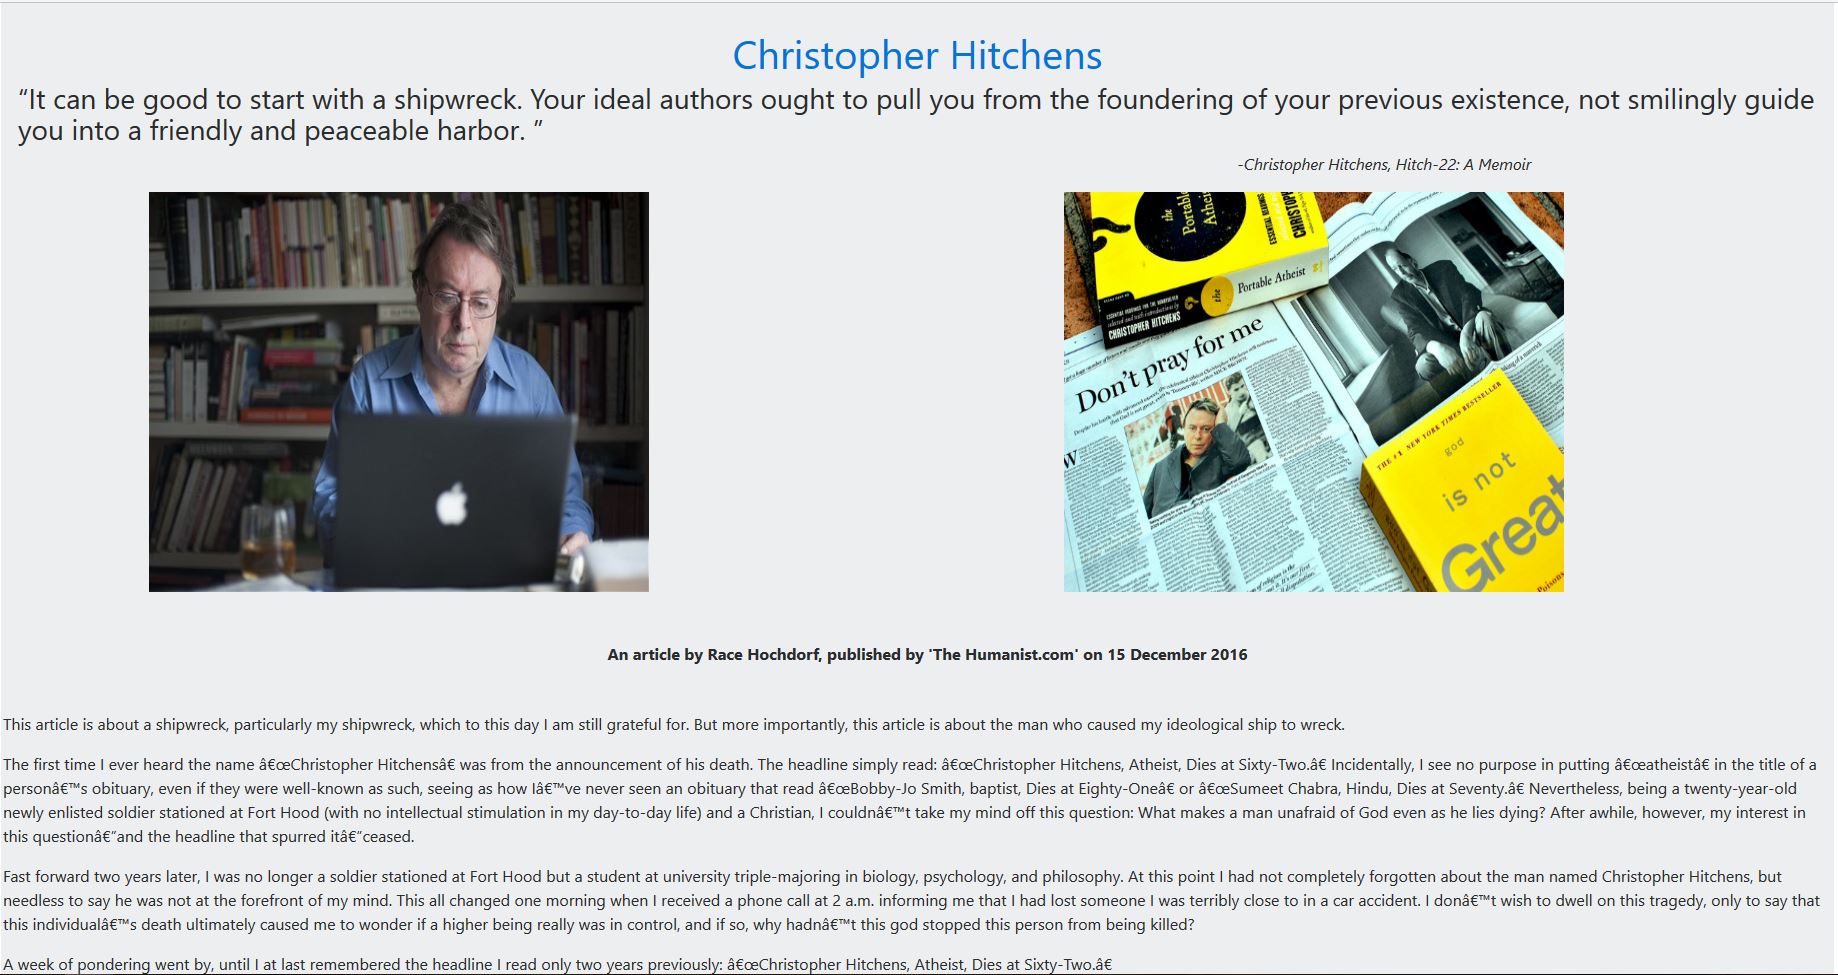 Christopher Hitchens
“It can be good to start with a shipwreck. Your ideal authors ought to pull you from the foundering of your previous existence, not smilingly guide
you into a friendly and peaceable harbor. ”
-Christopher Hitchens, Hitch-22: A Memoir
the
Portable
Atheist
ESSENTIAL READINGS
the
Portable Atheist
ESSENTIAL READINGS FOR THE NONBELIEVER
CHRISTOPHER HITCHENS
Don't pray for me
W
THE #1 NEW YORK TIMES BESTSELLER
god
is not
Great
An article by Race Hochdorf, published by 'The Humanist.com' on 15 December 2016
This article is about a shipwreck, particularly my shipwreck, which to this day I am still grateful for. But more importantly, this article is about the man who caused my ideological ship to wreck.
The first time I ever heard the name â€œChristopher Hitchensâ€ was from the announcement of his death. The headline simply read: â€œChristopher Hitchens, Atheist, Dies at Sixty-Two.â€ Incidentally, I see no purpose in putting â€œatheistâ€ in the title of a
personâ€™s obituary, even if they were well-known as such, seeing as how Iâ€™ve never seen an obituary that read â€œBobby-Jo Smith, baptist, Dies at Eighty-Oneâ€ or â€œSumeet Chabra, Hindu, Dies at Seventy.â€ Nevertheless, being a twenty-year-old
newly enlisted soldier stationed at Fort Hood (with no intellectual stimulation in my day-to-day life) and a Christian, I couldnâ€™t take my mind off this question: What makes a man unafraid of God even as he lies dying? After awhile, however, my interest in
this questionâ€”and the headline that spurred itâ€”ceased.
Fast forward two years later, I was no longer a soldier stationed at Fort Hood but a student at university triple-majoring in biology, psychology, and philosophy. At this point I had not completely forgotten about the man named Christopher Hitchens, but
needless to say he was not at the forefront of my mind. This all changed one morning when I received a phone call at 2 a.m. informing me that I had lost someone I was terribly close to in a car accident. I donâ€™t wish to dwell on this tragedy, only to say that
this individualâ€™s death ultimately caused me to wonder if a higher being really was in control, and if so, why hadnâ€™t this god stopped this person from being killed?
A week of pondering went by, until I at last remembered the headline I read only two years previously: â€œChristopher Hitchens, Atheist, Dies at Sixty-Two.â€